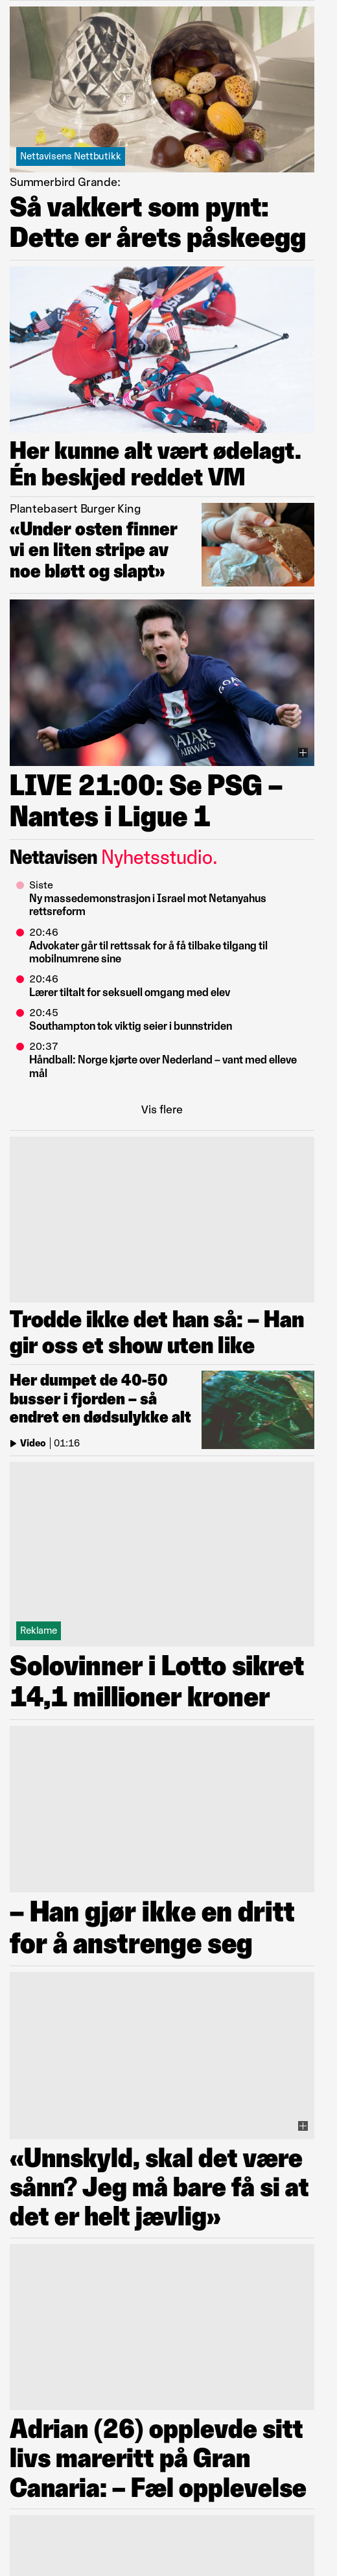 Nettavisens Nettbutikk
Summerbird Grande:
Så vakkert som pynt:
Dette er årets påskeegg
Her kunne alt vært ødelagt.
Én beskjed reddet VM
Plantebasert Burger King
«Under osten finner
vi en liten stripe av
noe bløtt og slapt»
GOA
QATAR
AIRWAYS
LIVE 21:00: Se PSG –
Nantes i Ligue 1
Nettavisen Nyhetsstudio.
Siste
Ny massedemonstrasjon i Israel mot Netanyahus
rettsreform
20:46
Advokater går til rettssak for å få tilbake tilgang til
mobilnumrene sine
20:46
Lærer tiltalt for seksuell omgang med elev
20:45
Southampton tok viktig seier i bunnstriden
20:37
Håndball: Norge kjørte over Nederland – vant med elleve
mål
Vis flere
Trodde ikke det han så: – Han
gir oss et show uten like
Her dumpet de 40-50
busser i fjorden – så
endret en dødsulykke alt
Video | 01:16
Reklame
Solovinner i Lotto sikret
14,1 millioner kroner
– Han gjør ikke en dritt
for å anstrenge seg
«Unnskyld, skal det være
sånn? Jeg må bare få si at
det er helt jævlig»
Adrian (26) opplevde sitt
livs mareritt på Gran
Canaria: – Fæl opplevelse